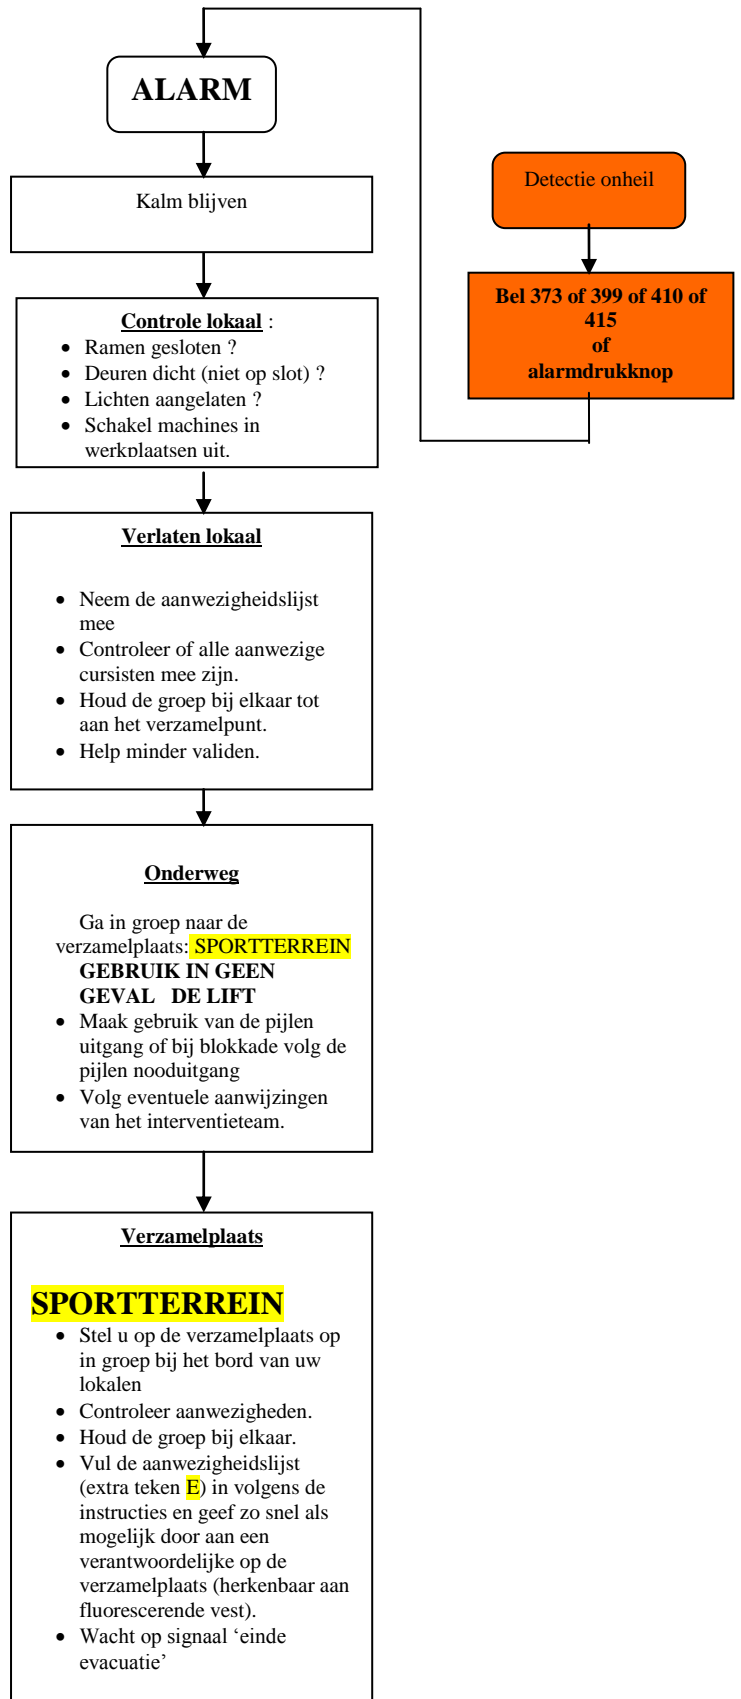 ALARM
Kalm blijven
Detectie onheil
Bel 373 of 399 of 410 of
415
of
alarmdrukknop
Controle lokaal :
• Ramen gesloten ?
• Deuren dicht (niet op slot) ?
• Lichten aangelaten ?
• Schakel machines in
werkplaatsen uit.
Verlaten lokaal
• Neem de aanwezigheidslijst
mee
• Controleer of alle aanwezige
cursisten mee zijn.
• Houd de groep bij elkaar tot
aan het verzamelpunt.
• Help minder validen.
Onderweg
Ga in groep naar de
verzamelplaats: SPORTTERREIN
GEBRUIK IN GEEN
GEVAL DE LIFT
• Maak gebruik van de pijlen
uitgang of bij blokkade volg de
pijlen nooduitgang
• Volg eventuele aanwijzingen
van het interventieteam.
Verzamelplaats
SPORTTERREIN
• Stel u op de verzamelplaats op
in groep bij het bord van uw
lokalen
• Controleer aanwezigheden.
• Houd de groep bij elkaar.
• Vul de aanwezigheidslijst
(extra teken E) in volgens de
instructies en geef zo snel als
mogelijk door aan een
verantwoordelijke op de
verzamelplaats (herkenbaar aan
fluorescerende vest).
• Wacht op signaal ‘einde
evacuatie’